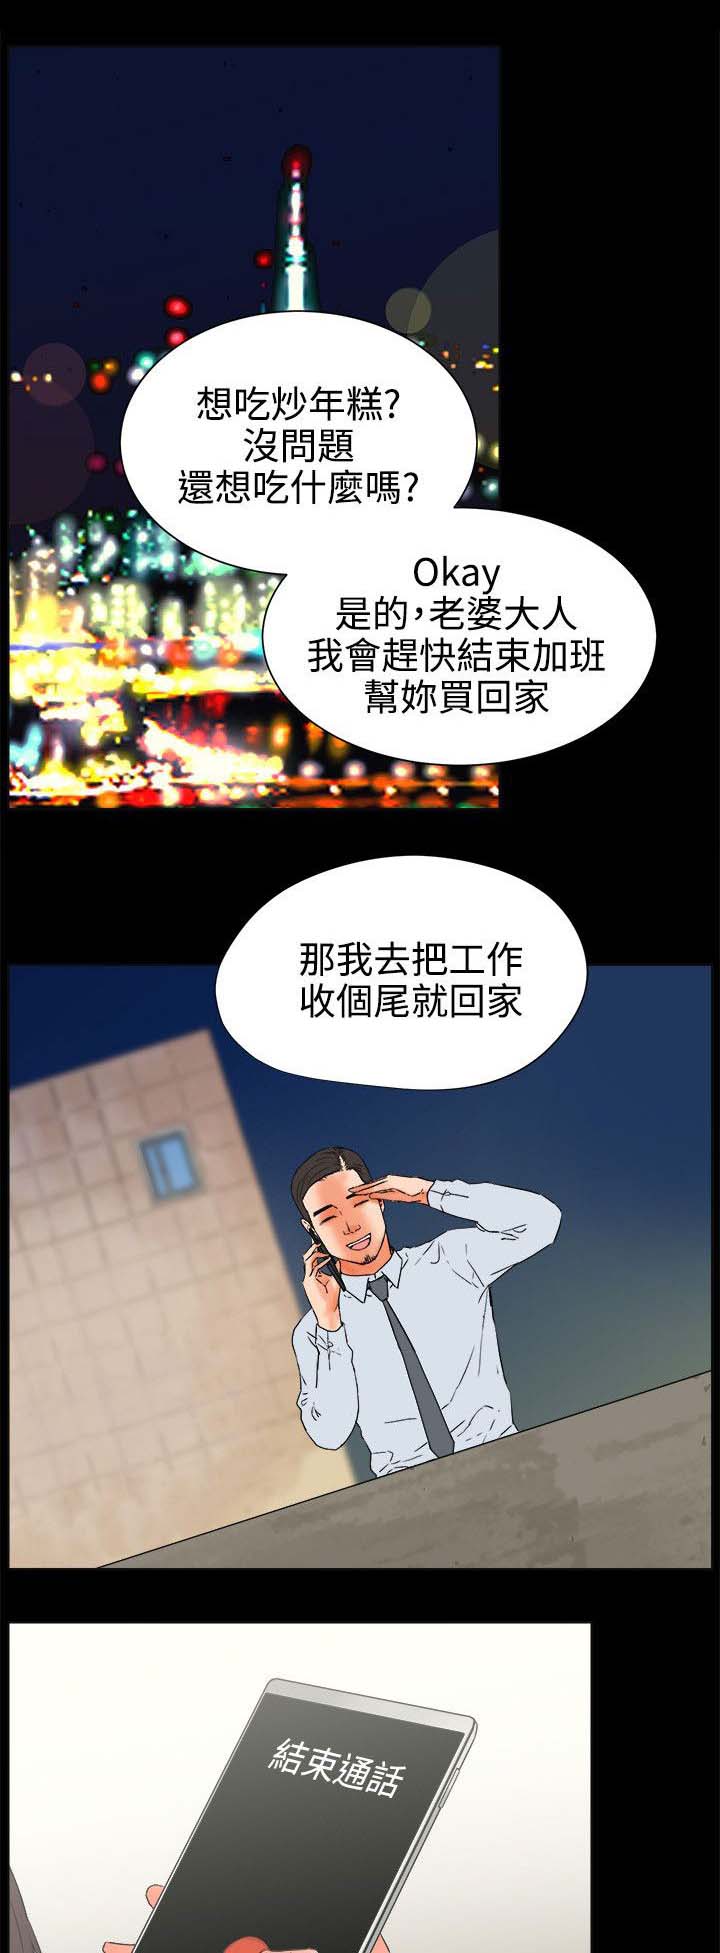 想吃炒年糕?
沒問題
還想吃什麼嗎?
Okay
是的,老婆大人
我會趕快結束加班
幫妳買回家
那我去把工作
收個尾就回家
結束通話